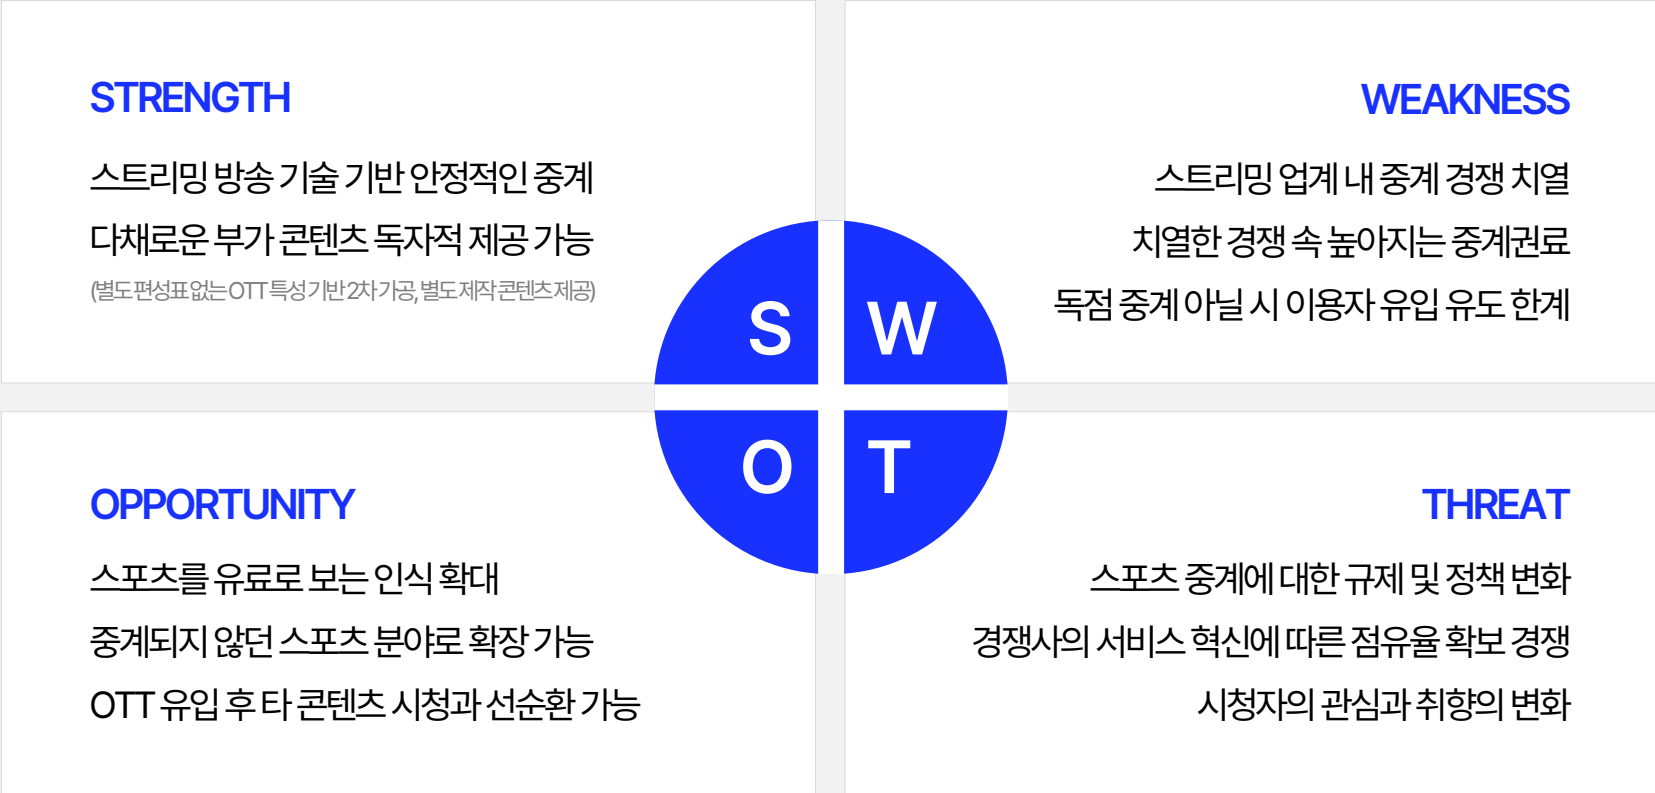 STRENGTH
스트리밍 방송 기술 기반 안정적인 중계
다채로운 부가 콘텐츠 독자적 제공 가능
(별도 편성표 없는 OTT 특성 기반 2차 가공, 별도 제작 콘텐츠 제공)
WEAKNESS
스트리밍 업계 내 중계 경쟁 치열
치열한 경쟁 속 높아지는 중계권료
독점 중계 아닐 시 이용자 유입 유도 한계
S W
O T
OPPORTUNITY
스포츠를 유료로 보는 인식 확대
중계되지 않던 스포츠 분야로 확장 가능
OTT 유입 후 타 콘텐츠 시청과 선순환 가능
THREAT
스포츠 중계에 대한 규제 및 정책 변화
경쟁사의 서비스 혁신에 따른 점유율 확보 경쟁
시청자의 관심과 취향의 변화